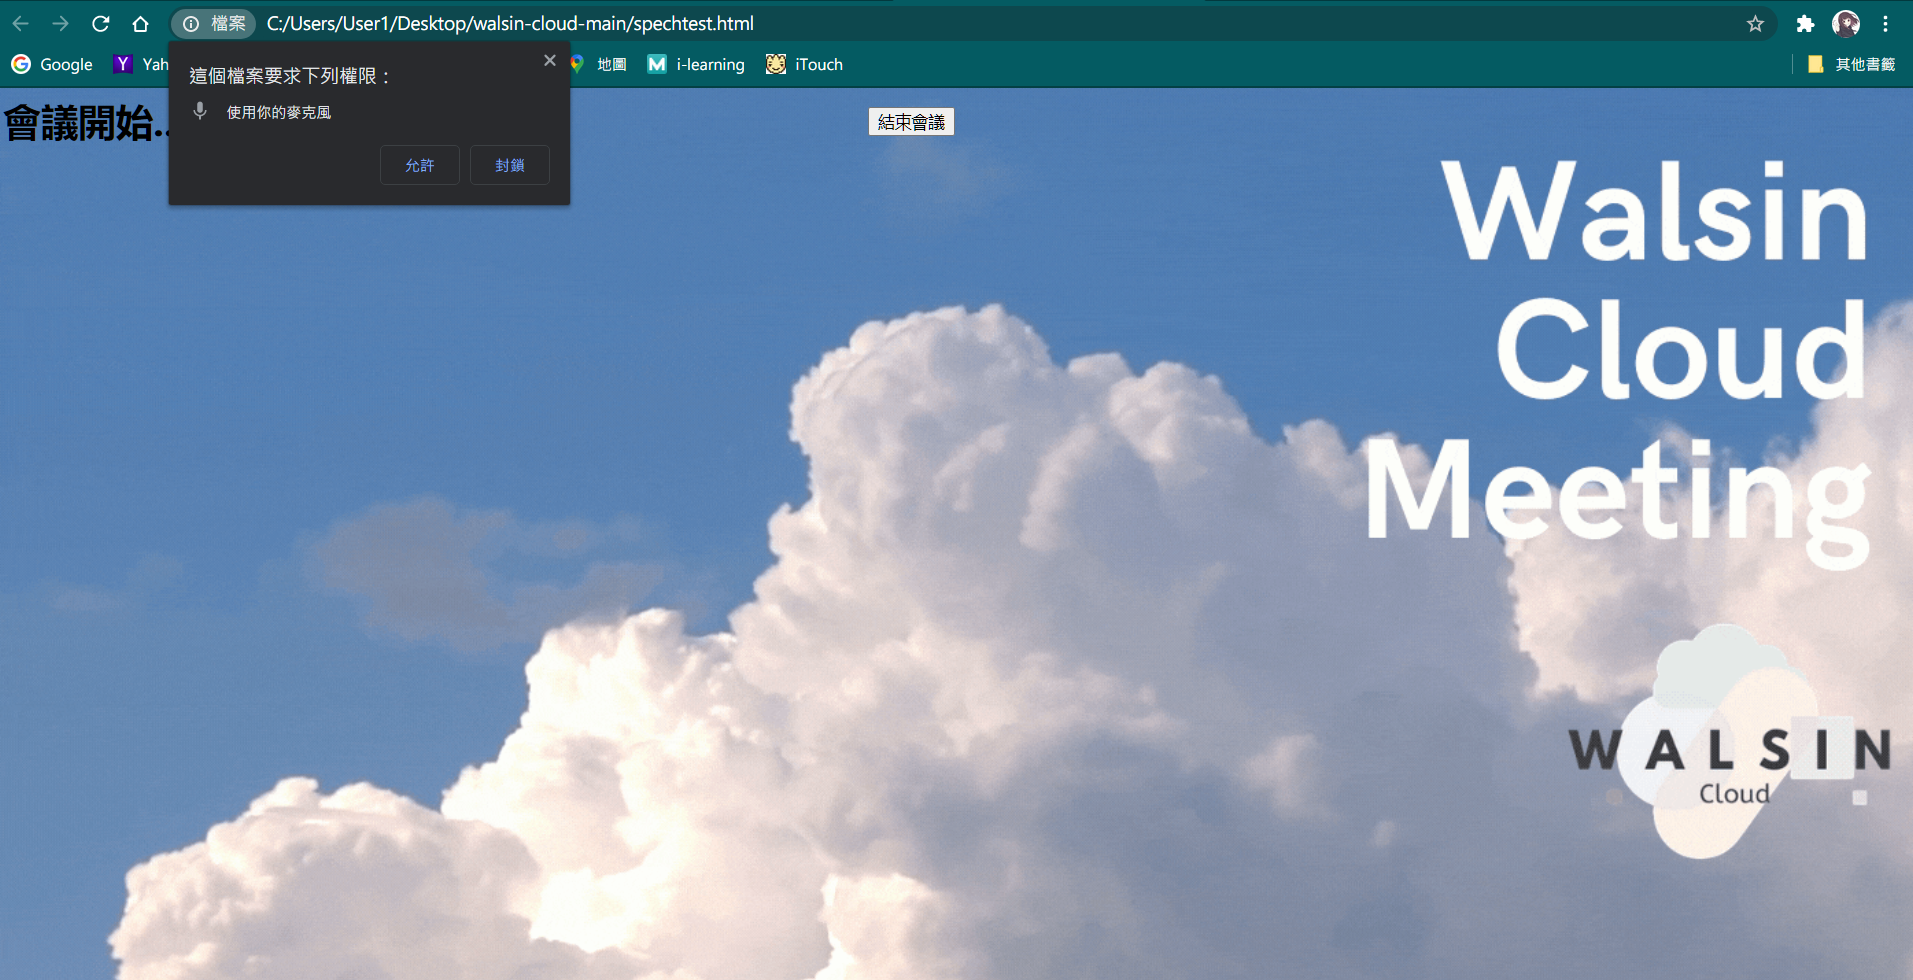 檔案 C:/Users/User1/Desktop/walsin-cloud-main/spechtest.html
Google Y Yah 地圖 M i-learning iTouch 其他書籤
這個檔案要求下列權限：
使用你的麥克風
允許 封鎖
會議開始..
結束會議
Walsin
Cloud
Meeting
WALSIN
Cloud